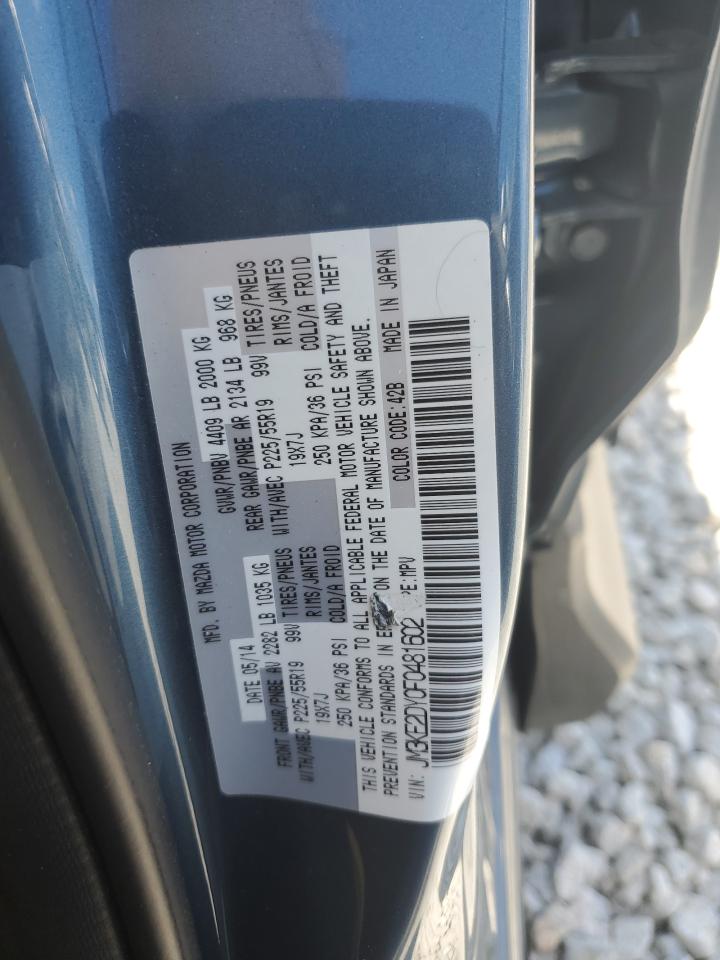 MFD. BY MAZDA MOTOR CORPORATION
DATE 05/14 GVWR/PNBV 4409 LB 2000 KG
FRONT GAWR/PNBE AV 2282 LB 1035 KG REAR GAWR/PNBE AR 2134 LB 968 KG
WITH/AVEC P225/55R19 99V TIRES/PNEUS WITH/AVEC P225/55R19 99V TIRES/PNEUS
19X7J RIMS/JANTES 19X7J RIMS/JANTES
250 KPA/36 PSI COLD/A FROID 250 KPA/36 PSI COLD/A FROID
THIS VEHICLE CONFORMS TO ALL APPLICABLE FEDERAL MOTOR VEHICLE SAFETY AND THEFT
PREVENTION STANDARDS IN ON THE DATE OF MANUFACTURE SHOWN ABOVE.
PE:MPV COLOR CODE:42B MADE IN JAPAN
VIN: JM3KE2DY0F0481602